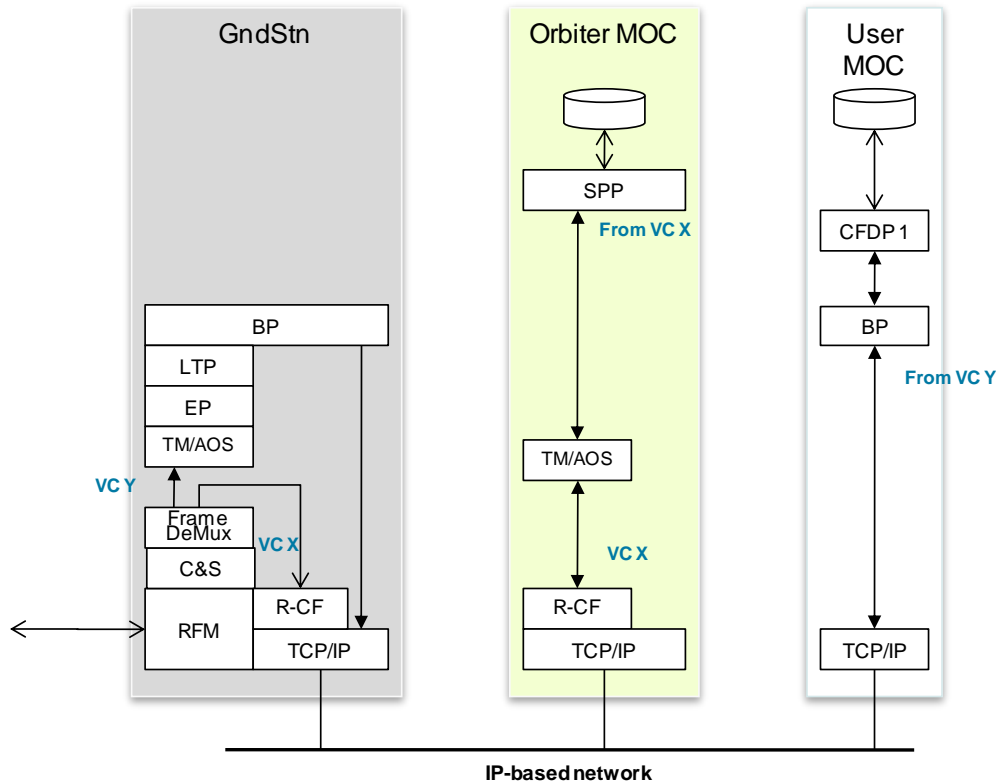 GndStn
BP
LTP
EP
TM/AOS
VC Y
Frame
DeMux
VC X
C&S
R-CF
RFM
TCP/IP
Orbiter MOC
SPP
From VC X
TM/AOS
VC X
R-CF
TCP/IP
User
MOC
CFDP 1
BP
From VC Y
TCP/IP
IP-based network